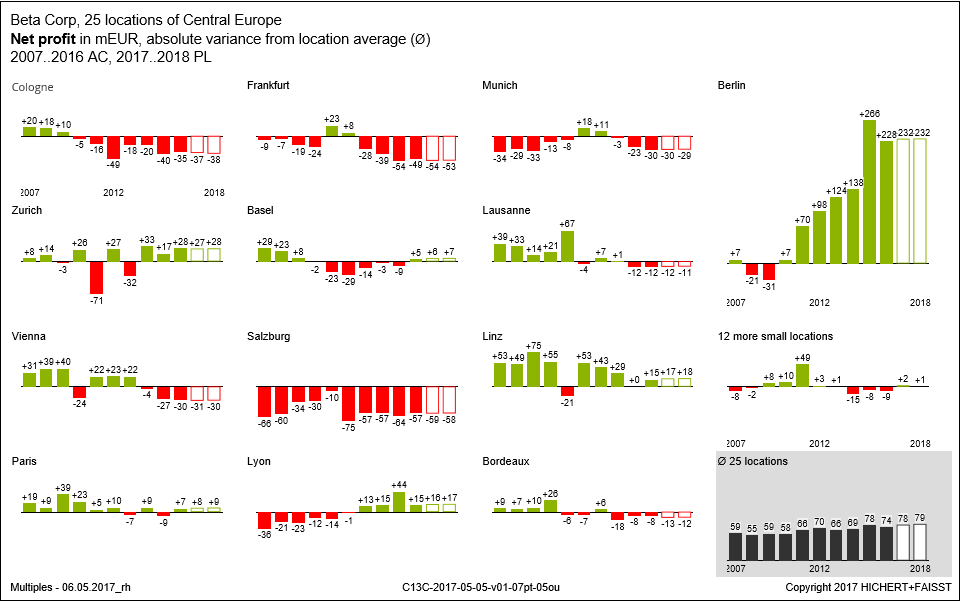 Beta Corp, 25 locations of Central Europe
Net profit in mEUR, absolute variance from location average (Ø)
2007..2016 AC, 2017..2018 PL
Cologne
+20 +18 +10 -5 -16 -49 -18 -20 -40 -35 -37 -38
2007 2012 2018
Frankfurt
-9 -7 -19 -24 +23 +8 -28 -39 -54 -49 -54 -53
Munich
-34 -29 -33 -13 -8 +18 +11 -3 -23 -30 -30 -29
Berlin
+7 -21 -31 +7 +70 +98 +124 +138 +266 +228 +232 +232
2007 2012 2018
Zurich
+8 +14 -3 +26 -71 +27 -32 +33 +17 +28 +27 +28
Basel
+29 +23 +8 -2 -23 -29 -14 -3 -9 +5 +6 +7
Lausanne
+39 +33 +14 +21 +67 -4 +7 +1 -12 -12 -12 -11
Vienna
+31 +39 +40 -24 +22 +23 +22 -4 -27 -30 -31 -30
Salzburg
-66 -60 -34 -30 -10 -75 -57 -57 -64 -57 -59 -58
Linz
+53 +49 +75 +55 -21 +53 +43 +29 +0 +15 +17 +18
12 more small locations
-8 -2 +8 +10 +49 +3 +1 -15 -8 -9 +2 +1
2007 2012 2018
Paris
+19 +9 +39 +23 +5 +10 -7 +9 -9 +7 +8 +9
Lyon
-36 -21 -23 -12 -14 -1 +13 +15 +44 +15 +16 +17
Bordeaux
+9 +7 +10 +26 -6 -7 +6 -18 -8 -8 -13 -12
Ø 25 locations
59 55 59 58 66 70 66 69 78 74 78 79
2007 2012 2018
Multiples - 06.05.2017_rh
C13C-2017-05-05-v01-07pt-05ou
Copyright 2017 HICHERT+FAISST